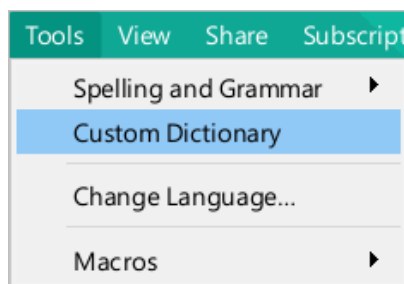 Tools View Share Subscript
Spelling and Grammar
Custom Dictionary
Change Language...
Macros